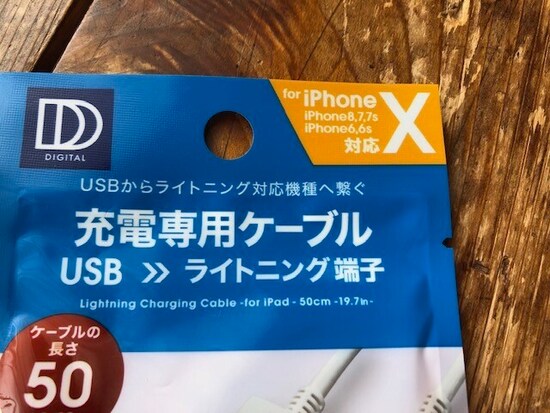 DD
DIGITAL
for iPhone X
iPhone8,7,7s
iPhone6,6s
対応
USBからライトニング対応機種へ繋ぐ
充電専用ケーブル
USB » ライトニング端子
Lightning Charging Cable -for iPad - 50cm -19.7in-
ケーブルの
長さ
50